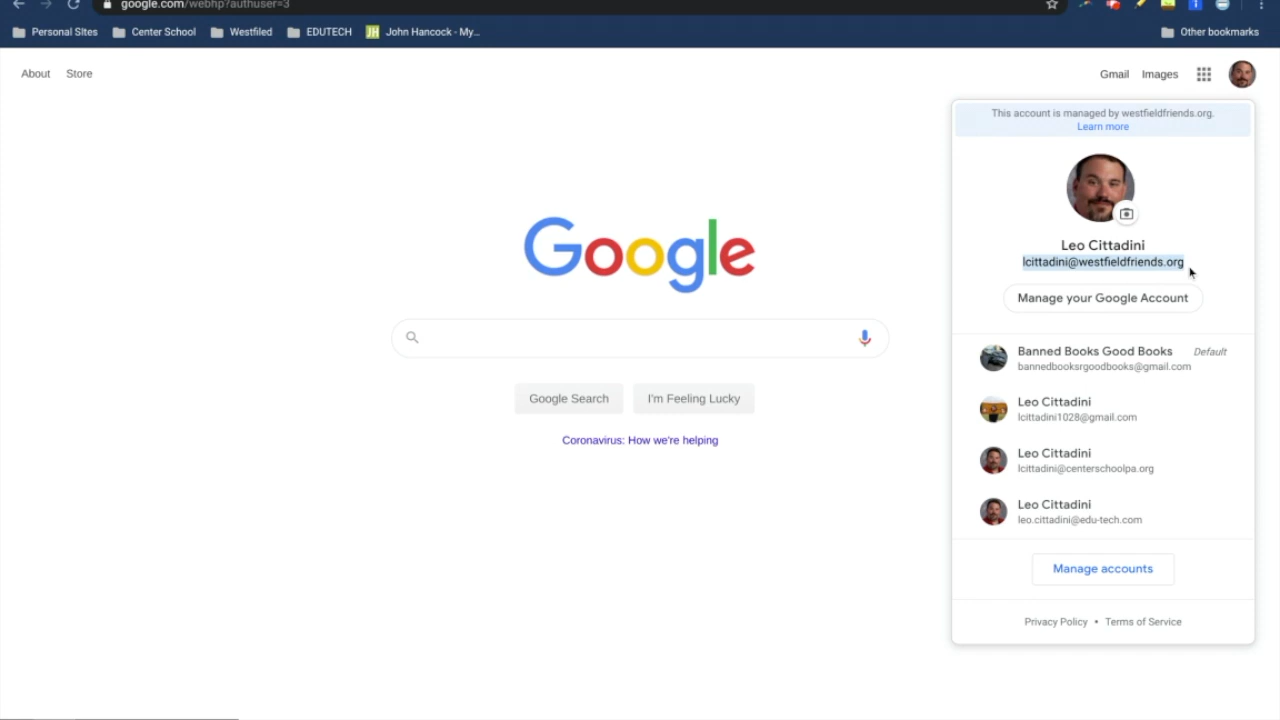 google.com/webhp?authuser=3
Personal SItes Center School Westfiled EDUTECH John Hancock - My... Other bookmarks
About Store Gmail Images
This account is managed by westfieldfriends.org.
Learn more
Leo Cittadini
lcittadini@westfieldfriends.org
Manage your Google Account
Google
Google Search I'm Feeling Lucky
Coronavirus: How we're helping
Banned Books Good Books Default
bannedbooksrgoodbooks@gmail.com
Leo Cittadini
lcittadini1028@gmail.com
Leo Cittadini
lcittadini@centerschoolpa.org
Leo Cittadini
leo.cittadini@edu-tech.com
Manage accounts
Privacy Policy • Terms of Service